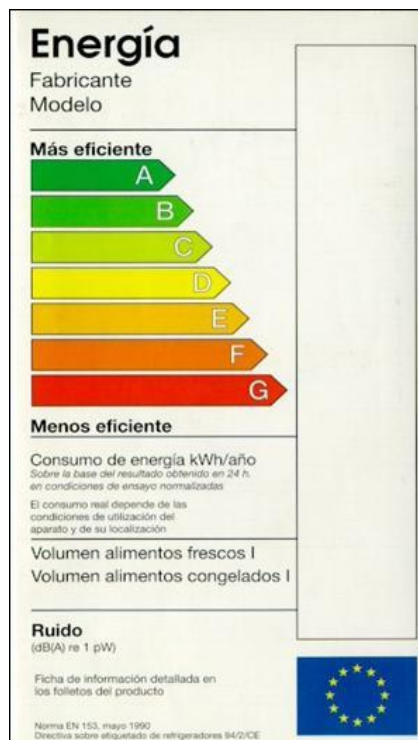 Energía
Fabricante
Modelo
Más eficiente
A
B
C
D
E
F
G
Menos eficiente
Consumo de energía kWh/año
Sobre la base del resultado obtenido en 24 h.
en condiciones de ensayo normalizadas
El consumo real depende de las
condiciones de utilización del
aparato y de su localización
Volumen alimentos frescos l
Volumen alimentos congelados l
Ruido
(dB(A) re 1 pW)
Ficha de información detallada en
los folletos del producto
Norma EN 153, mayo 1990
Directiva sobre etiquetado de refrigeradores 94/2/CE